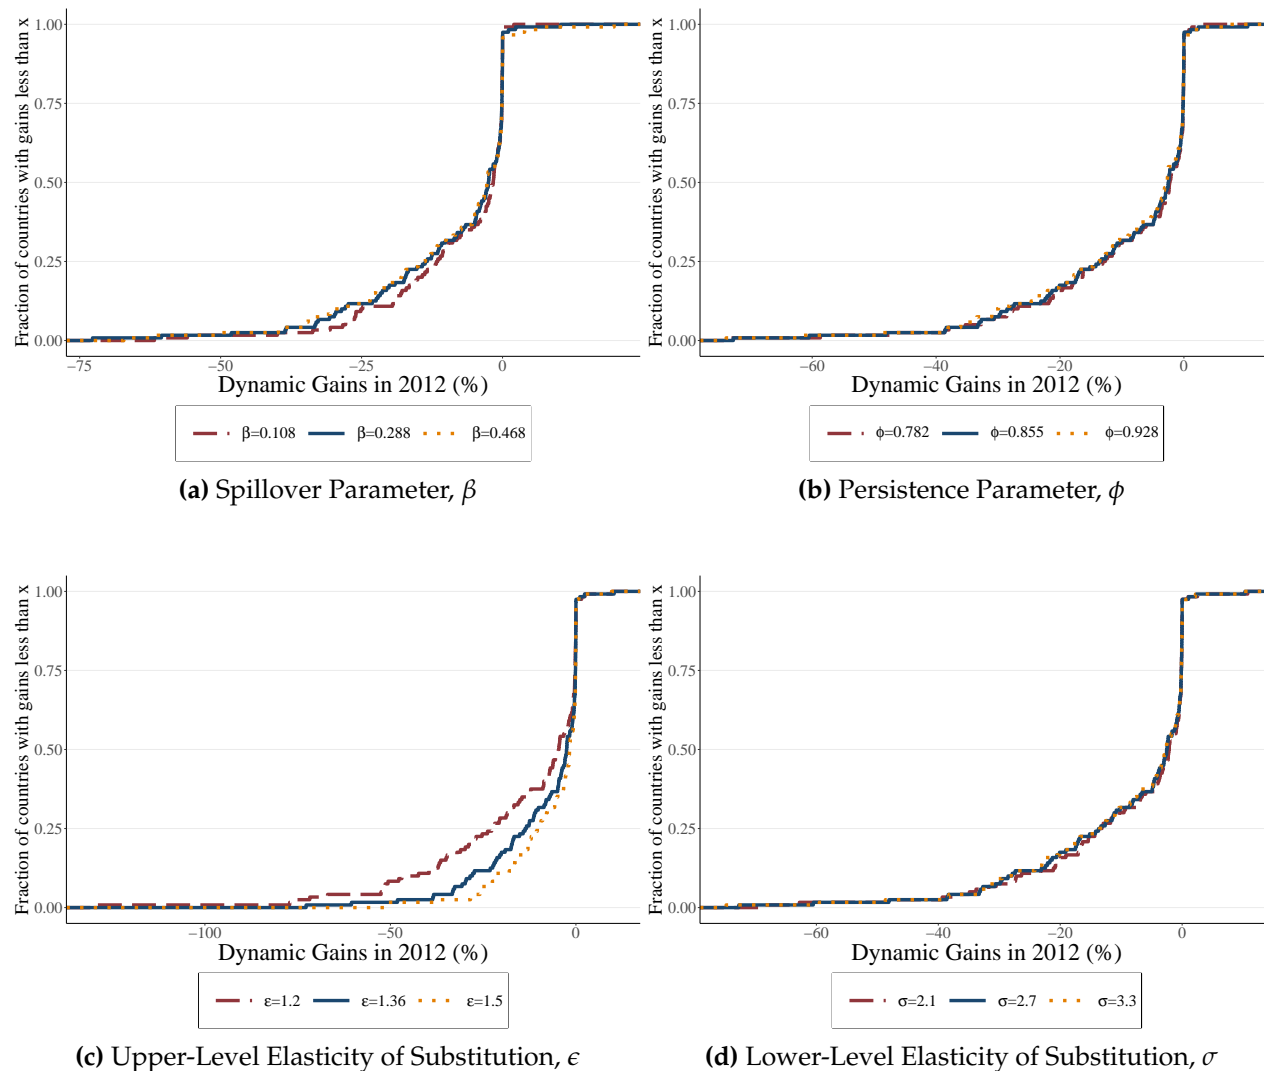 Fraction of countries with gains less than x
1.00
0.75
0.50
0.25
0.00
−75 −50 −25 0
Dynamic Gains in 2012 (%)
β=0.108 β=0.288 β=0.468
(a) Spillover Parameter, β
Fraction of countries with gains less than x
1.00
0.75
0.50
0.25
0.00
−60 −40 −20 0
Dynamic Gains in 2012 (%)
ϕ=0.782 ϕ=0.855 ϕ=0.928
(b) Persistence Parameter, ϕ
Fraction of countries with gains less than x
1.00
0.75
0.50
0.25
0.00
−100 −50 0
Dynamic Gains in 2012 (%)
ε=1.2 ε=1.36 ε=1.5
(c) Upper-Level Elasticity of Substitution, ϵ
Fraction of countries with gains less than x
1.00
0.75
0.50
0.25
0.00
−60 −40 −20 0
Dynamic Gains in 2012 (%)
σ=2.1 σ=2.7 σ=3.3
(d) Lower-Level Elasticity of Substitution, σ